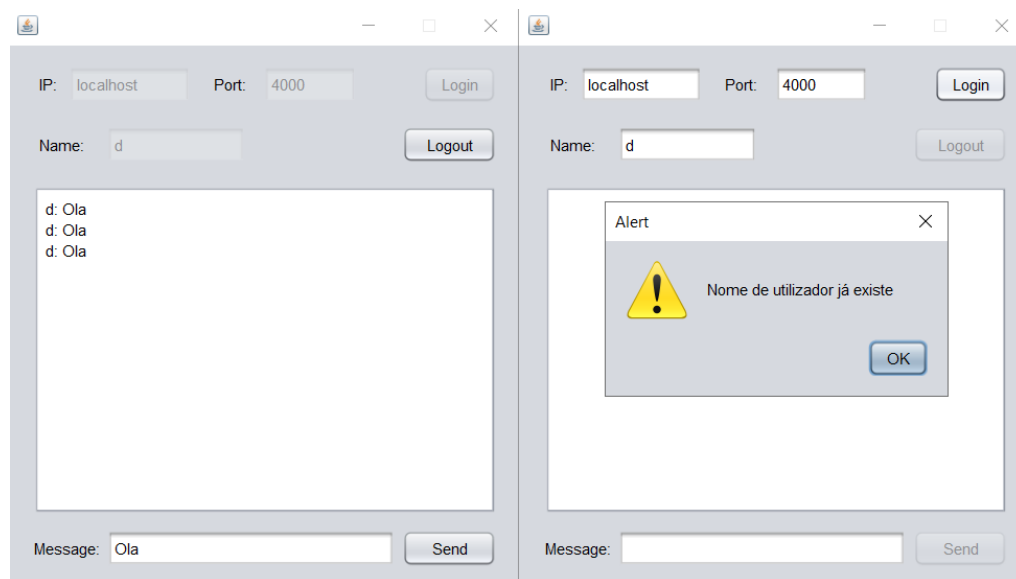 IP: localhost Port: 4000 Login
Name: d Logout
d: Ola
d: Ola
d: Ola
Message: Ola Send
IP: localhost Port: 4000 Login
Name: d Logout
Alert
Nome de utilizador já existe
OK
Message: Send